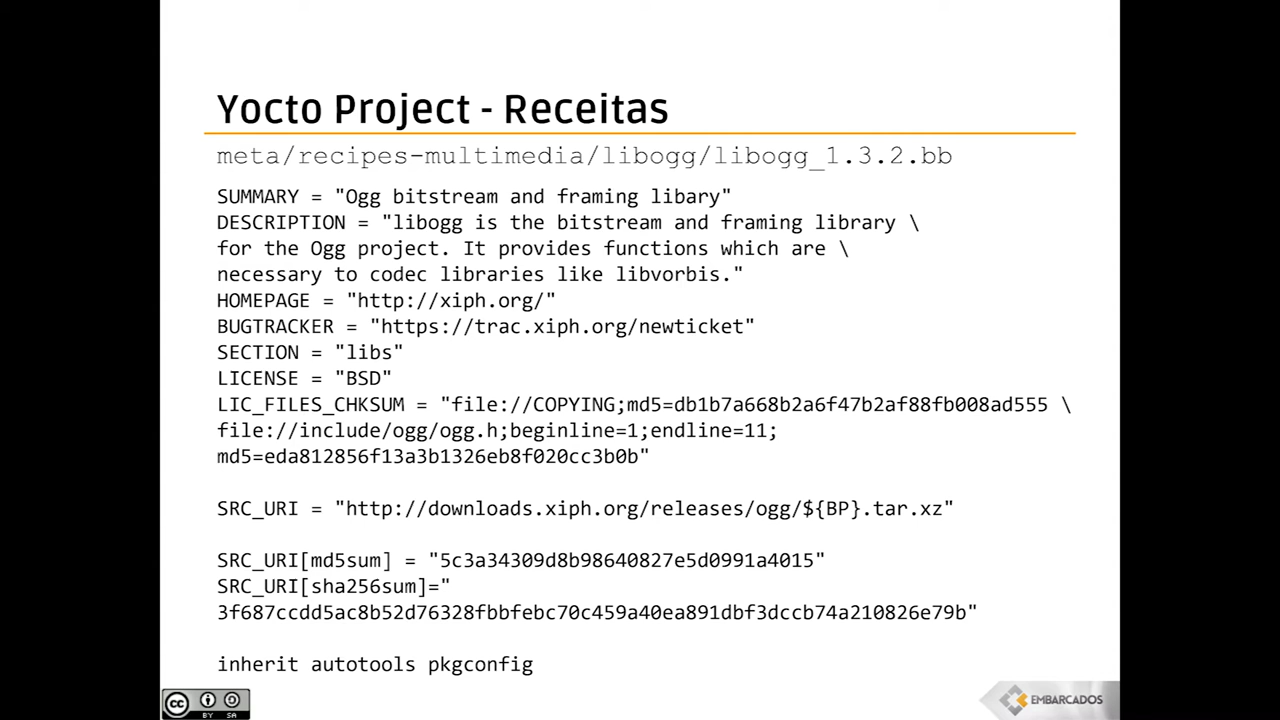 Yocto Project - Receitas
meta/recipes-multimedia/libogg/libogg_1.3.2.bb
SUMMARY = "Ogg bitstream and framing libary"
DESCRIPTION = "libogg is the bitstream and framing library \
for the Ogg project. It provides functions which are \
necessary to codec libraries like libvorbis."
HOMEPAGE = "http://xiph.org/"
BUGTRACKER = "https://trac.xiph.org/newticket"
SECTION = "libs"
LICENSE = "BSD"
LIC_FILES_CHKSUM = "file://COPYING;md5=db1b7a668b2a6f47b2af88fb008ad555 \
file://include/ogg/ogg.h;beginline=1;endline=11;
md5=eda812856f13a3b1326eb8f020cc3b0b"
SRC_URI = "http://downloads.xiph.org/releases/ogg/${BP}.tar.xz"
SRC_URI[md5sum] = "5c3a34309d8b98640827e5d0991a4015"
SRC_URI[sha256sum]="
3f687ccdd5ac8b52d76328fbbfebc70c459a40ea891dbf3dccb74a210826e79b"
inherit autotools pkgconfig
cc BY SA
EMBARCADOS